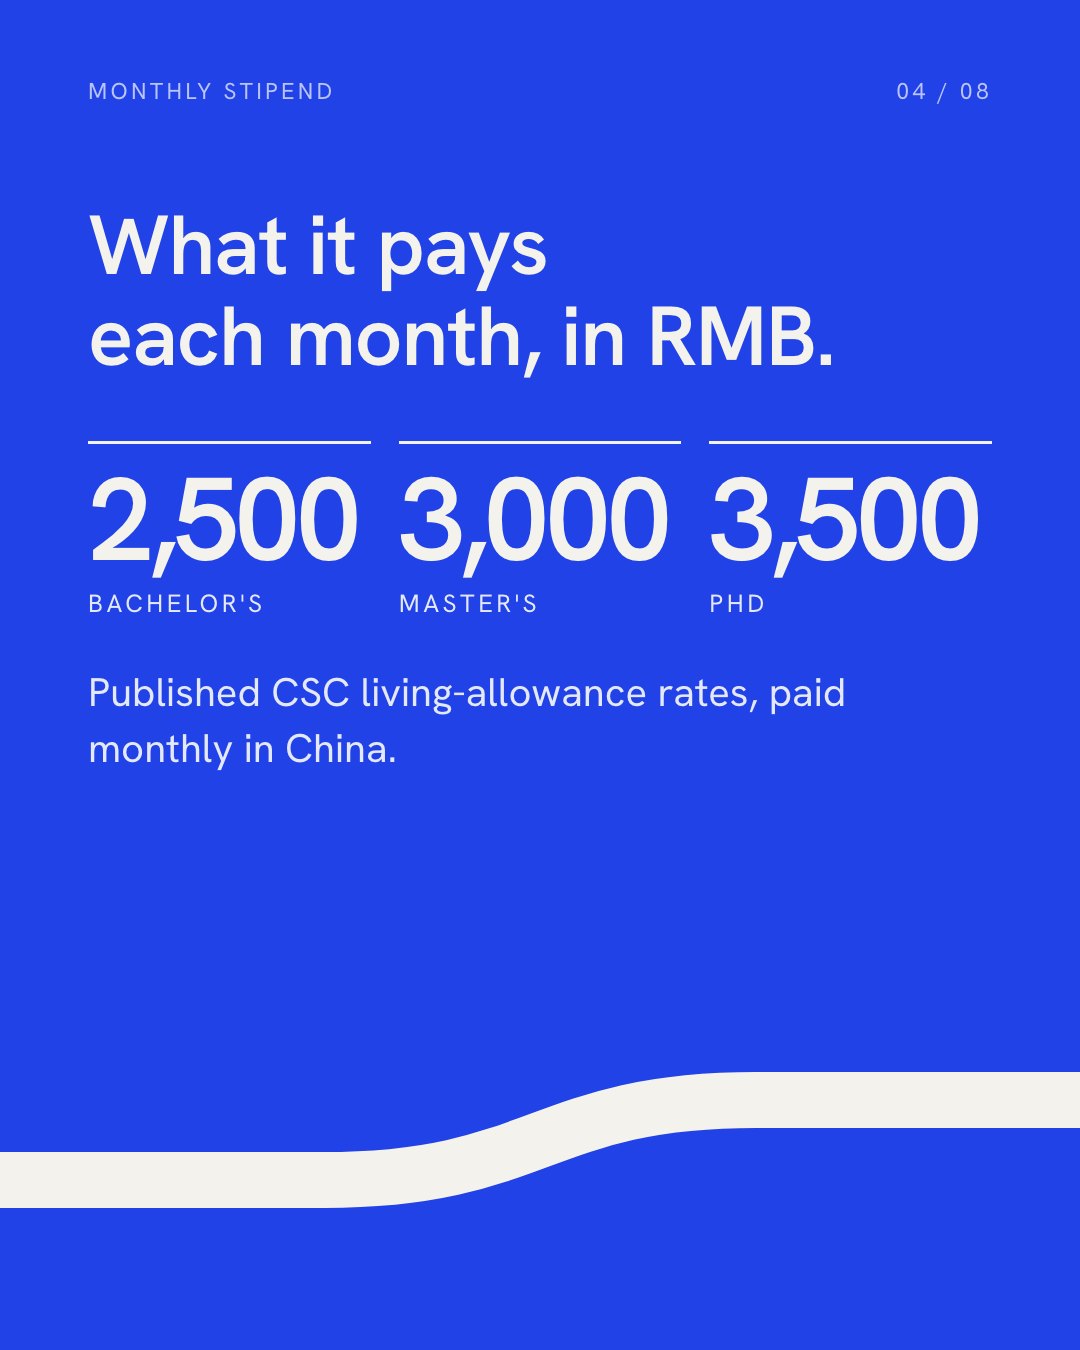 MONTHLY STIPEND
04 / 08
What it pays
each month, in RMB.
2,500 3,000 3,500
BACHELOR'S MASTER'S PHD
Published CSC living-allowance rates, paid
monthly in China.